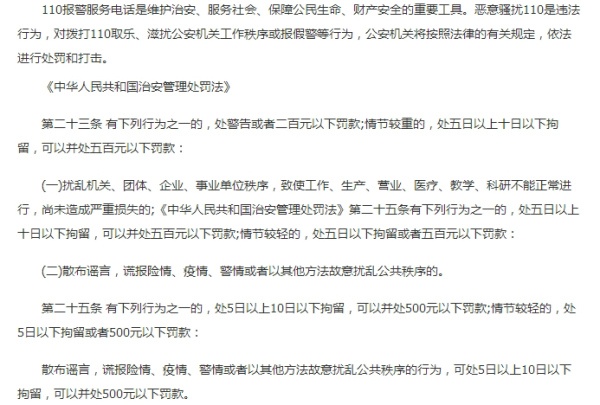 110报警服务电话是维护治安、服务社会、保障公民生命、财产安全的重要工具。恶意骚扰110是违法
行为，对拨打110取乐、滋扰公安机关工作秩序或报假警等行为，公安机关将按照法律的有关规定，依法
进行处罚和打击。
《中华人民共和国治安管理处罚法》
第二十三条 有下列行为之一的，处警告或者二百元以下罚款;情节较重的，处五日以上十日以下拘
留，可以并处五百元以下罚款：
(一)扰乱机关、团体、企业、事业单位秩序，致使工作、生产、营业、医疗、教学、科研不能正常进
行，尚未造成严重损失的;《中华人民共和国治安管理处罚法》第二十五条有下列行为之一的，处五日以上
十日以下拘留，可以并处五百元以下罚款;情节较轻的，处五日以下拘留或者五百元以下罚款：
(二)散布谣言，谎报险情、疫情、警情或者以其他方法故意扰乱公共秩序的。
第二十五条 有下列行为之一的，处5日以上10日以下拘留，可以并处500元以下罚款;情节较轻的，处
5日以下拘留或者500元以下罚款：
散布谣言，谎报险情、疫情、警情或者以其他方法故意扰乱公共秩序的行为，可处5日以上10日以下
拘留，可以并处500元以下罚款。